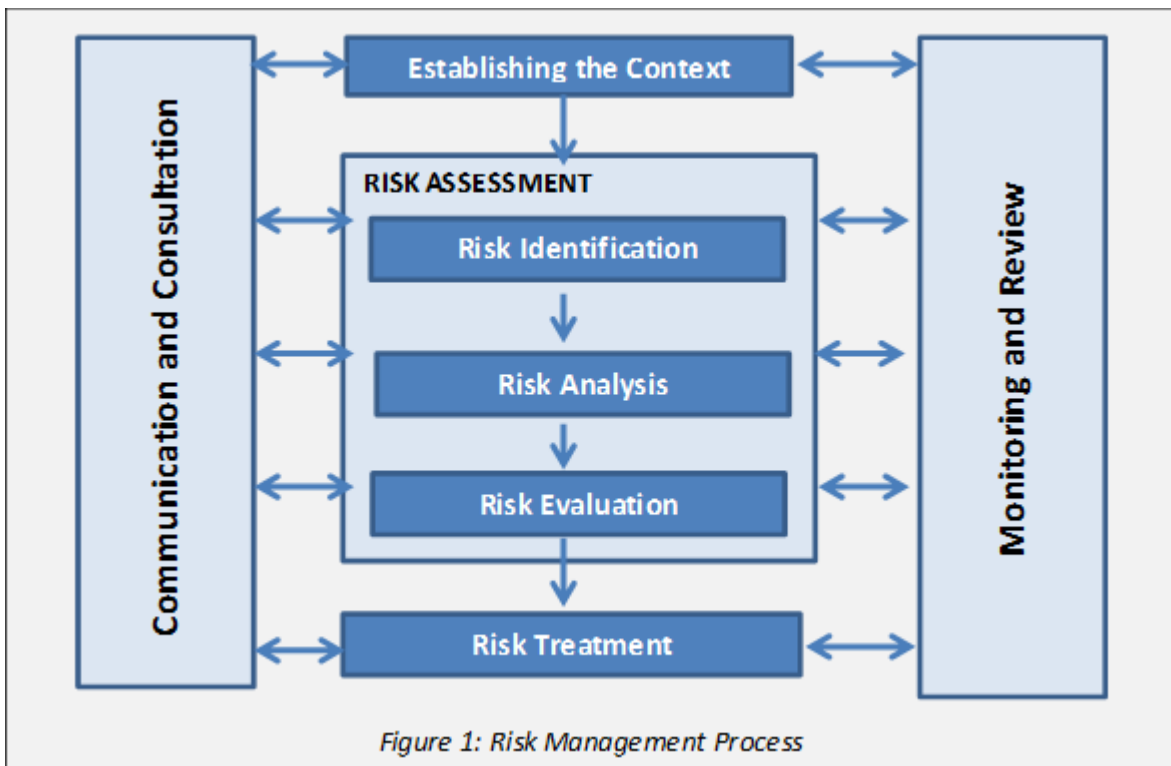 Communication and Consultation
Establishing the Context
RISK ASSESSMENT
Risk Identification
Risk Analysis
Risk Evaluation
Risk Treatment
Monitoring and Review
Figure 1: Risk Management Process